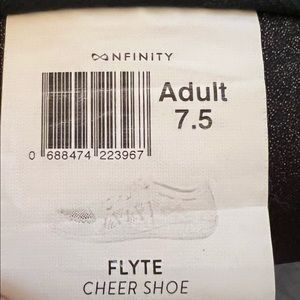 ∞NFINITY
Adult
7.5
0 688474 223967
FLYTE
CHEER SHOE